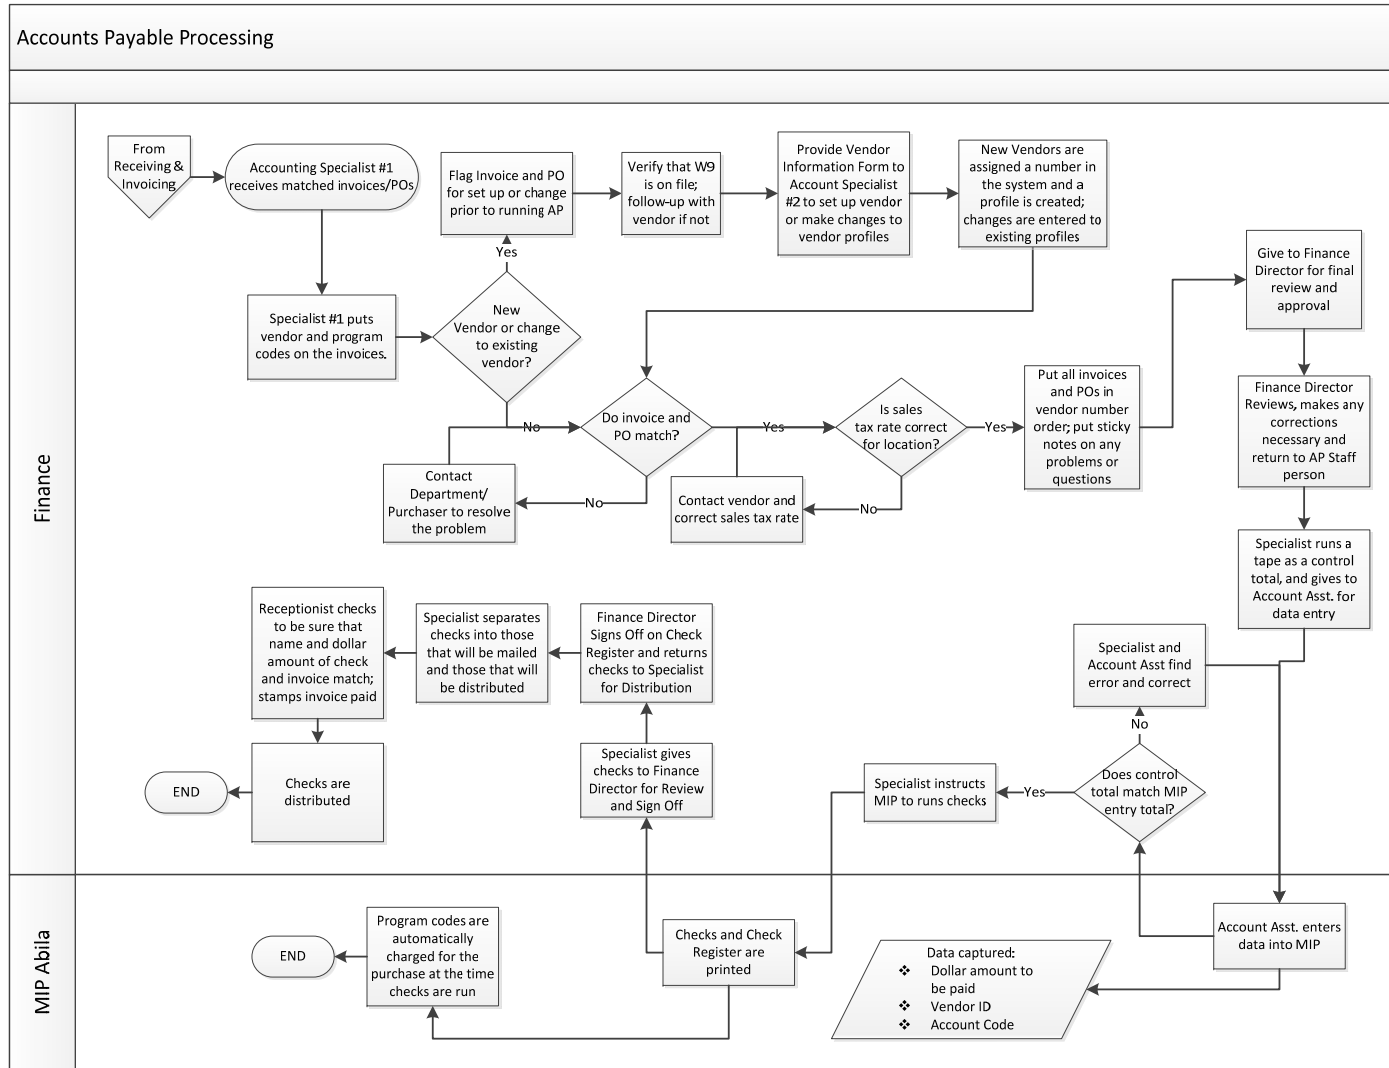 Accounts Payable Processing
Finance
From
Receiving &
Invoicing
Accounting Specialist #1
receives matched invoices/POs
Flag Invoice and PO
for set up or change
prior to running AP
Verify that W9
is on file;
follow-up with
vendor if not
Provide Vendor
Information Form to
Account Specialist
#2 to set up vendor
or make changes to
vendor profiles
New Vendors are
assigned a number in
the system and a
profile is created;
changes are entered to
existing profiles
Yes
Specialist #1 puts
vendor and program
codes on the invoices.
New
Vendor or change
to existing
vendor?
Give to Finance
Director for final
review and
approval
No
Do invoice and
PO match?
Yes
Is sales
tax rate correct
for location?
Yes
Put all invoices
and POs in
vendor number
order; put sticky
notes on any
problems or
questions
Finance Director
Reviews, makes any
corrections
necessary and
return to AP Staff
person
Contact
Department/
Purchaser to resolve
the problem
No
Contact vendor and
correct sales tax rate
No
Specialist runs a
tape as a control
total, and gives to
Account Asst. for
data entry
Receptionist checks
to be sure that
name and dollar
amount of check
and invoice match;
stamps invoice paid
Specialist separates
checks into those
that will be mailed
and those that will
be distributed
Finance Director
Signs Off on Check
Register and returns
checks to Specialist
for Distribution
Specialist and
Account Asst find
error and correct
No
END
Checks are
distributed
Specialist gives
checks to Finance
Director for Review
and Sign Off
Specialist instructs
MIP to runs checks
Yes
Does control
total match MIP
entry total?
MIP Abila
END
Program codes are
automatically
charged for the
purchase at the time
checks are run
Checks and Check
Register are
printed
Data captured:
❖ Dollar amount to
be paid
❖ Vendor ID
❖ Account Code
Account Asst. enters
data into MIP